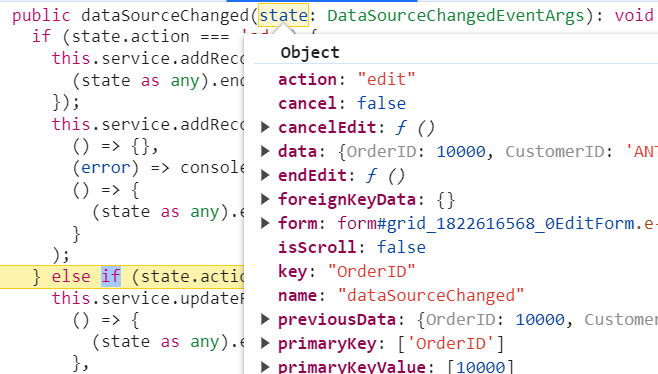 public dataSourceChanged(state: DataSourceChangedEventArgs): void
if (state.action ===
this.service.addReco
(state as any).end
});
this.service.addReco
() => {},
(error) => console
() => {
(state as any).e
}
);
} else if (state.actio
this.service.update
() => {
(state as any).e
},
Object
action: "edit"
cancel: false
▶ cancelEdit: ƒ ()
▶ data: {OrderID: 10000, CustomerID: 'ANT
▶ endEdit: ƒ ()
▶ foreignKeyData: {}
▶ form: form#grid_1822616568_0EditForm.e-
isScroll: false
key: "OrderID"
name: "dataSourceChanged"
▶ previousData: {OrderID: 10000, Custome
▶ primaryKey: ['OrderID']
▶ primaryKeyValue: [10000]